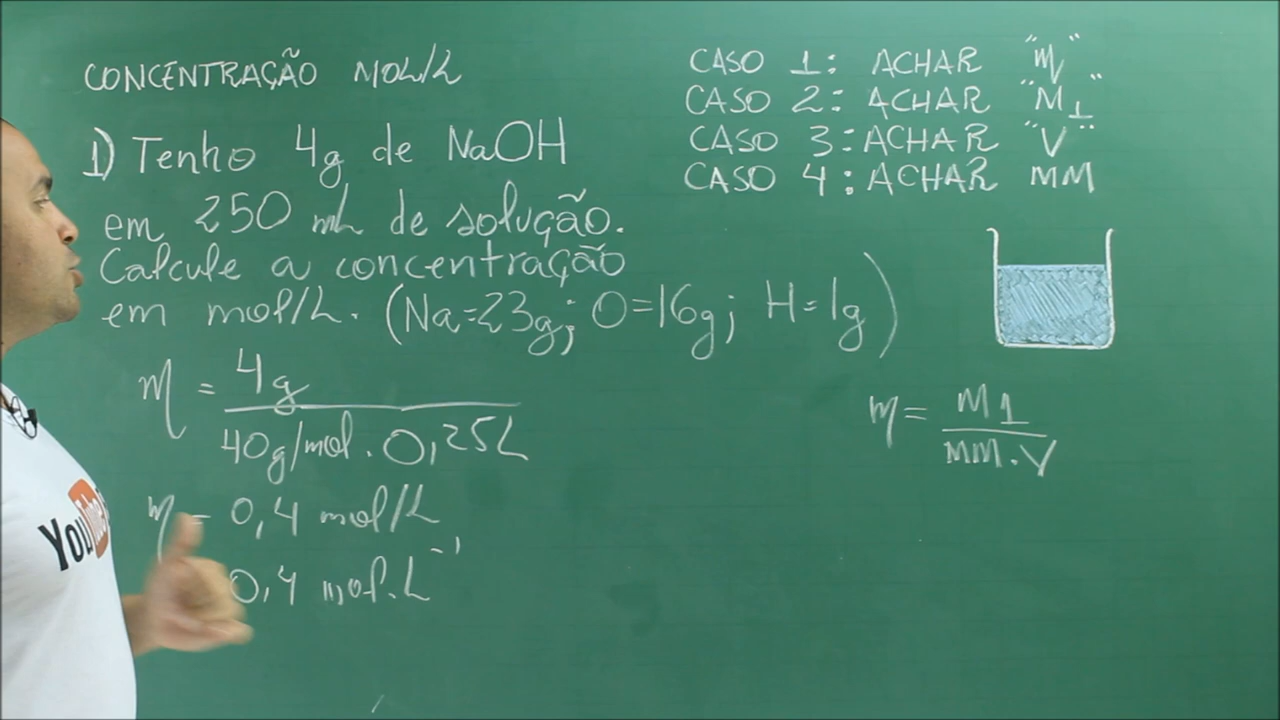 CONCENTRAÇÃO MOL/L
1) Tenho 4g de NaOH
em 250 mL de solução.
Calcule a concentração
em mol/L. (Na=23g; O=16g; H=1g)
M = 4g
40g/mol . 0,25L
M = 0,4 mol/L
0,4 mol.L⁻¹
CASO 1: ACHAR "M"
CASO 2: ACHAR "M1"
CASO 3: ACHAR "V"
CASO 4: ACHAR MM
M = M1
MM.V